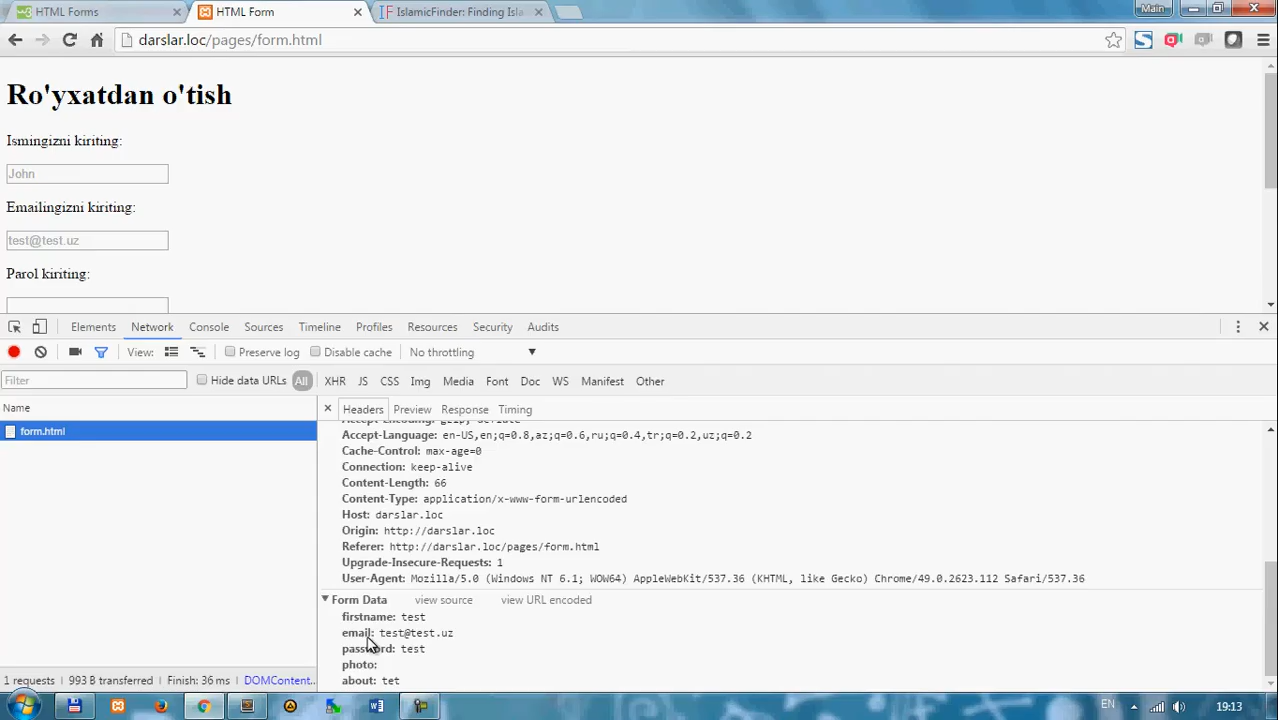 HTML Forms
HTML Form
IslamicFinder: Finding Isla
Main
darslar.loc/pages/form.html
Ro'yxatdan o'tish
Ismingizni kiriting:
John
Emailingizni kiriting:
test@test.uz
Parol kiriting:
Elements Network Console Sources Timeline Profiles Resources Security Audits
View: Preserve log Disable cache No throttling
Filter Hide data URLs All XHR JS CSS Img Media Font Doc WS Manifest Other
Name
Headers Preview Response Timing
form.html
Accept-Encoding: gzip, deflate
Accept-Language: en-US,en;q=0.8,az;q=0.6,ru;q=0.4,tr;q=0.2,uz;q=0.2
Cache-Control: max-age=0
Connection: keep-alive
Content-Length: 66
Content-Type: application/x-www-form-urlencoded
Host: darslar.loc
Origin: http://darslar.loc
Referer: http://darslar.loc/pages/form.html
Upgrade-Insecure-Requests: 1
User-Agent: Mozilla/5.0 (Windows NT 6.1; WOW64) AppleWebKit/537.36 (KHTML, like Gecko) Chrome/49.0.2623.112 Safari/537.36
Form Data view source view URL encoded
firstname: test
email: test@test.uz
password: test
photo:
about: tet
1 requests | 993 B transferred | Finish: 36 ms | DOMContent…
EN 19:13